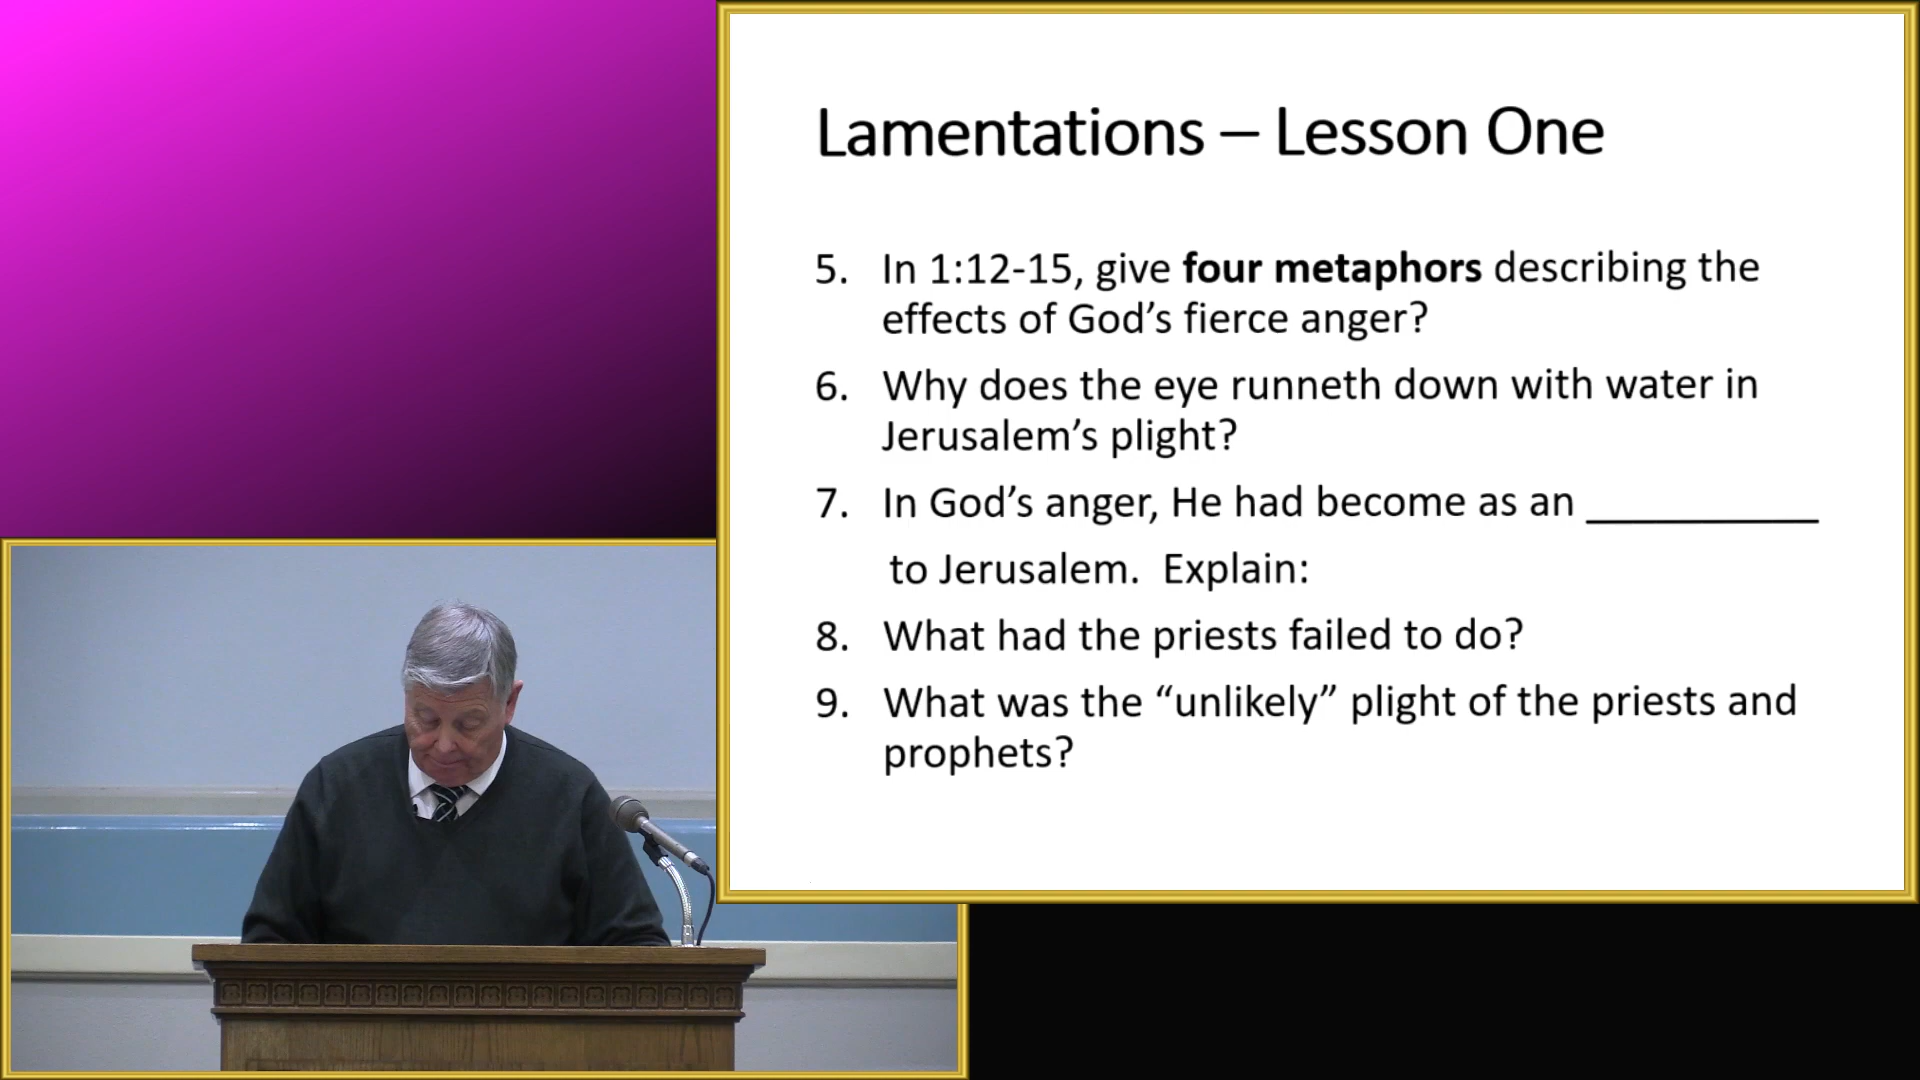 Lamentations – Lesson One
5. In 1:12-15, give four metaphors describing the
effects of God’s fierce anger?
6. Why does the eye runneth down with water in
Jerusalem’s plight?
7. In God’s anger, He had become as an ___________
to Jerusalem.  Explain:
8. What had the priests failed to do?
9. What was the “unlikely” plight of the priests and
prophets?